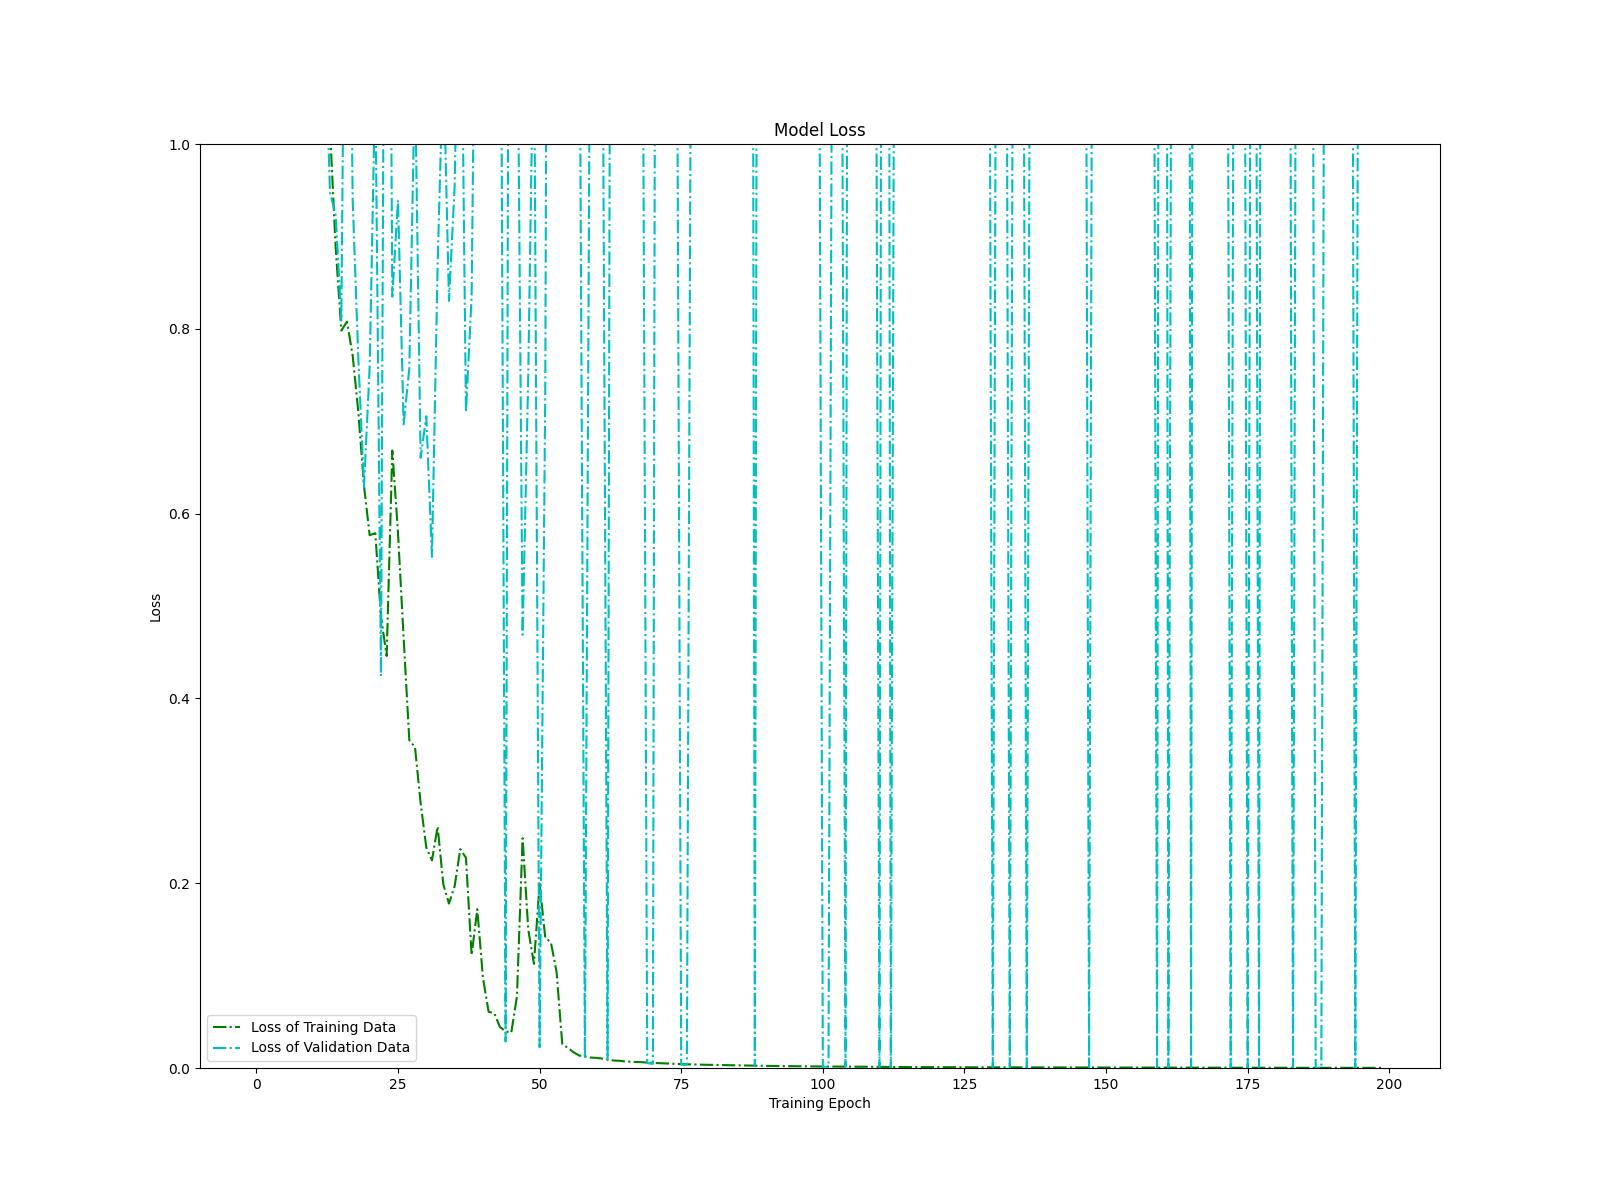 Model Loss
1.0
0.8
0.6
0.4
0.2
0.0
Loss
Loss of Training Data
Loss of Validation Data
0 25 50 75 100 125 150 175 200
Training Epoch